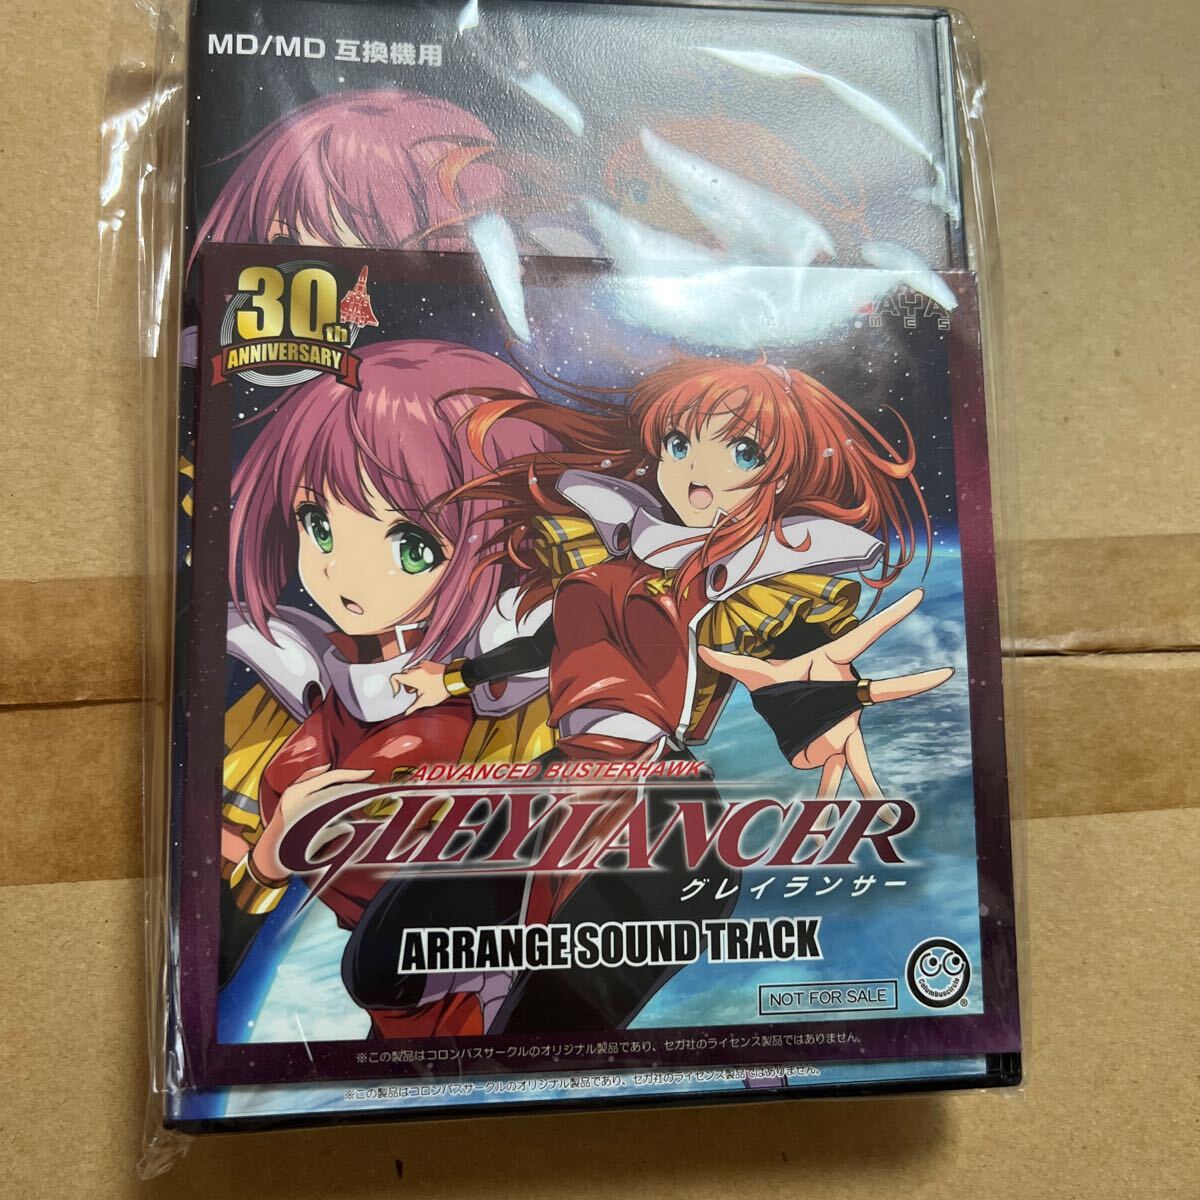 MD/MD 互換機用
30th
ANNIVERSARY
ADVANCED BUSTERHAWK
GLEYLANCER
グレイランサー
ARRANGE SOUND TRACK
NOT FOR SALE
Columbuscircle
®
※この製品はコロンバスサークルのオリジナル製品であり、セガ社のライセンス製品ではありません。
※この製品はコロンバスサークルのオリジナル製品であり、セガ社のライセンス製品ではありません。